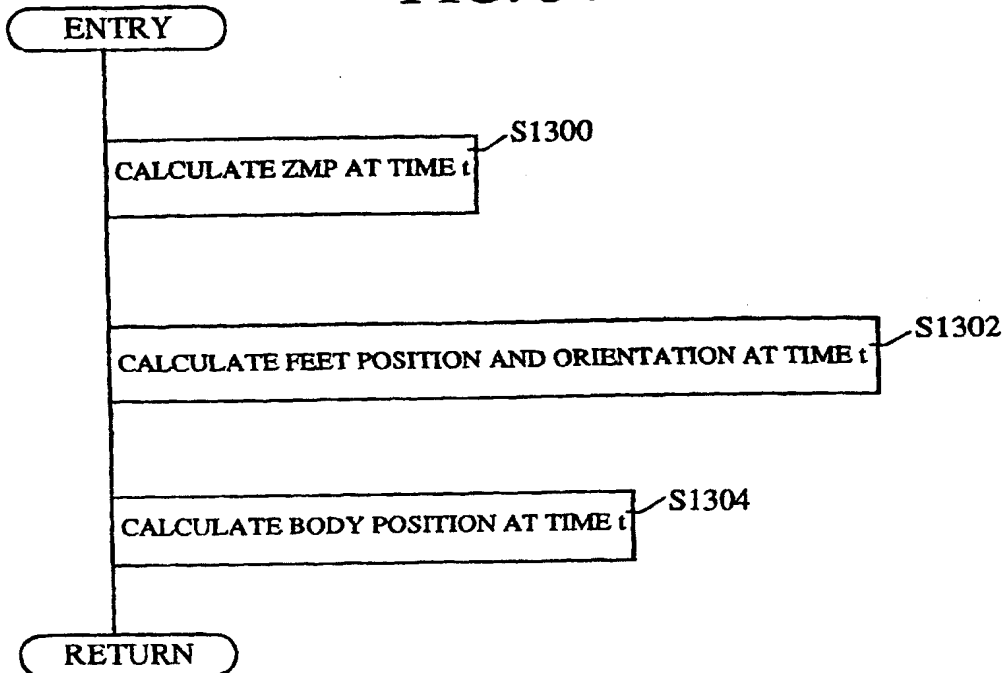 ENTRY
S1300
CALCULATE ZMP AT TIME t
S1302
CALCULATE FEET POSITION AND ORIENTATION AT TIME t
S1304
CALCULATE BODY POSITION AT TIME t
RETURN